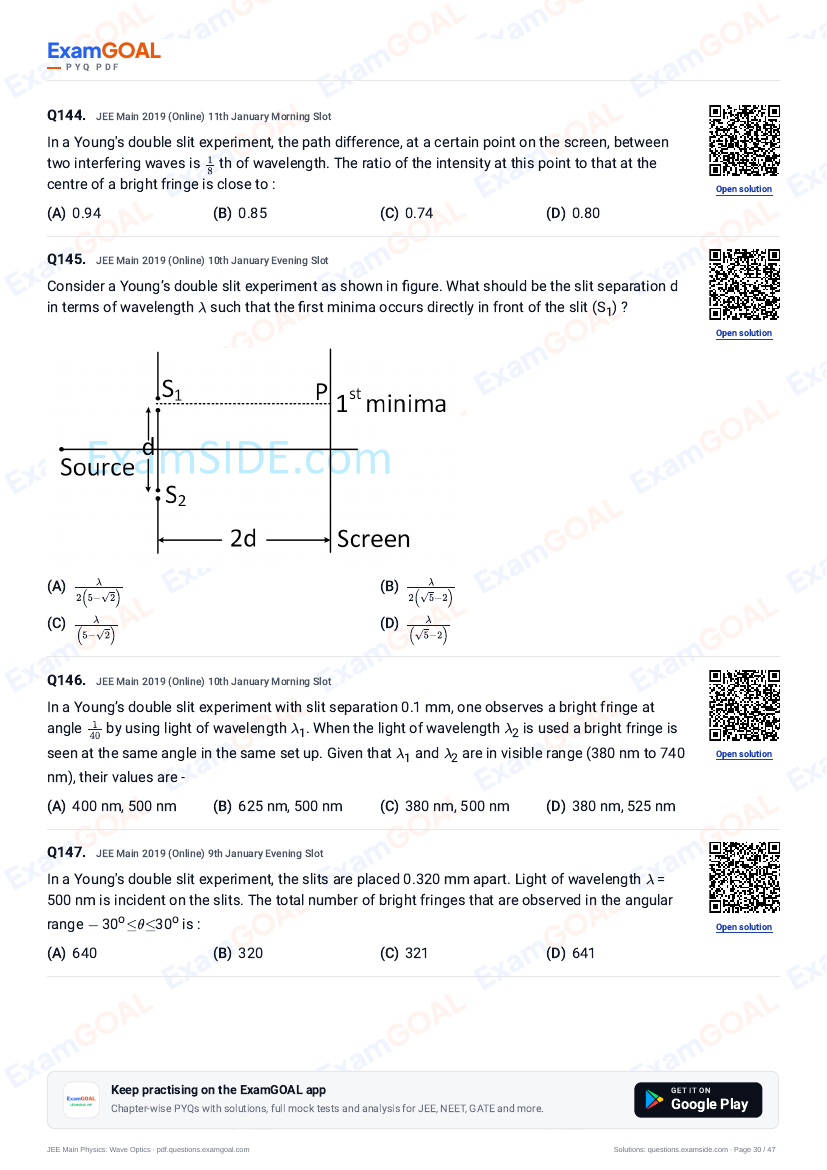 ExamGOAL
PYQ PDF
Q144. JEE Main 2019 (Online) 11th January Morning Slot
In a Young's double slit experiment, the path difference, at a certain point on the screen, between
two interfering waves is 1/8 th of wavelength. The ratio of the intensity at this point to that at the
centre of a bright fringe is close to :
(A) 0.94 (B) 0.85 (C) 0.74 (D) 0.80
Open solution
Q145. JEE Main 2019 (Online) 10th January Evening Slot
Consider a Young's double slit experiment as shown in figure. What should be the slit separation d
in terms of wavelength λ such that the first minima occurs directly in front of the slit (S₁) ?
Open solution
S₁ P 1st minima
d
ExamSIDE.com
Source
S₂
2d Screen
(A) λ/2(5−√2) (B) λ/2(√5−2)
(C) λ/(5−√2) (D) λ/(√5−2)
Q146. JEE Main 2019 (Online) 10th January Morning Slot
In a Young's double slit experiment with slit separation 0.1 mm, one observes a bright fringe at
angle 1/40 by using light of wavelength λ₁. When the light of wavelength λ₂ is used a bright fringe is
seen at the same angle in the same set up. Given that λ₁ and λ₂ are in visible range (380 nm to 740
nm), their values are -
(A) 400 nm, 500 nm (B) 625 nm, 500 nm (C) 380 nm, 500 nm (D) 380 nm, 525 nm
Open solution
Q147. JEE Main 2019 (Online) 9th January Evening Slot
In a Young's double slit experiment, the slits are placed 0.320 mm apart. Light of wavelength λ =
500 nm is incident on the slits. The total number of bright fringes that are observed in the angular
range − 30° ≤θ≤30° is :
(A) 640 (B) 320 (C) 321 (D) 641
Open solution
ExamGOAL
Keep practising on the ExamGOAL app
Chapter-wise PYQs with solutions, full mock tests and analysis for JEE, NEET, GATE and more.
GET IT ON
Google Play
JEE Main Physics: Wave Optics · pdf.questions.examgoal.com Solutions: questions.examside.com · Page 30 / 47